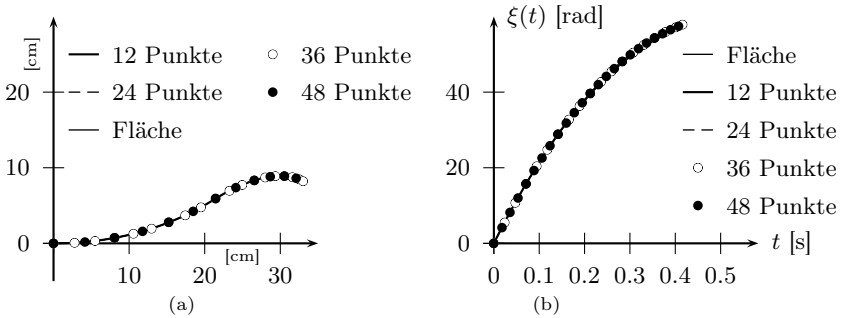 [cm]
12 Punkte
36 Punkte
24 Punkte
48 Punkte
Fläche
20
10
0
10
20
30
[cm]
(a)
ξ(t) [rad]
Fläche
12 Punkte
24 Punkte
36 Punkte
48 Punkte
40
20
0
t [s]
0
0.1
0.2
0.3
0.4
0.5
(b)